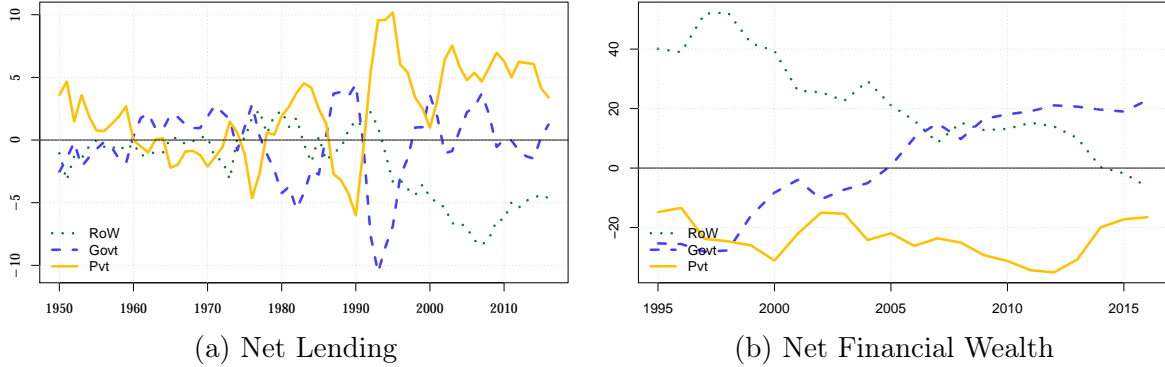 10
5
0
−5
−10
RoW
Govt
Pvt
1950 1960 1970 1980 1990 2000 2010
(a) Net Lending
40
20
0
−20
RoW
Govt
Pvt
1995 2000 2005 2010 2015
(b) Net Financial Wealth